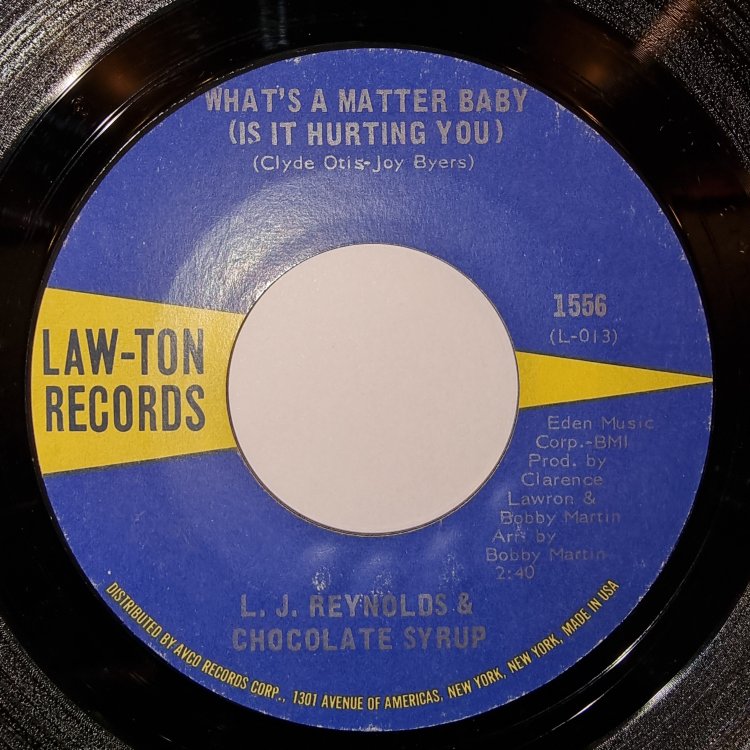 WHAT'S A MATTER BABY
(IS IT HURTING YOU)
(Clyde Otis-Joy Byers)
1556
(L-013)
LAW-TON
RECORDS
Eden Music
Corp.-BMI
Prod. by
Clarence
Lawron &
Bobby Martin
Arr. by
Bobby Martin
2:40
L. J. REYNOLDS &
CHOCOLATE SYRUP
DISTRIBUTED BY AVCO RECORDS CORP., 1301 AVENUE OF AMERICAS, NEW YORK, NEW YORK, MADE IN USA